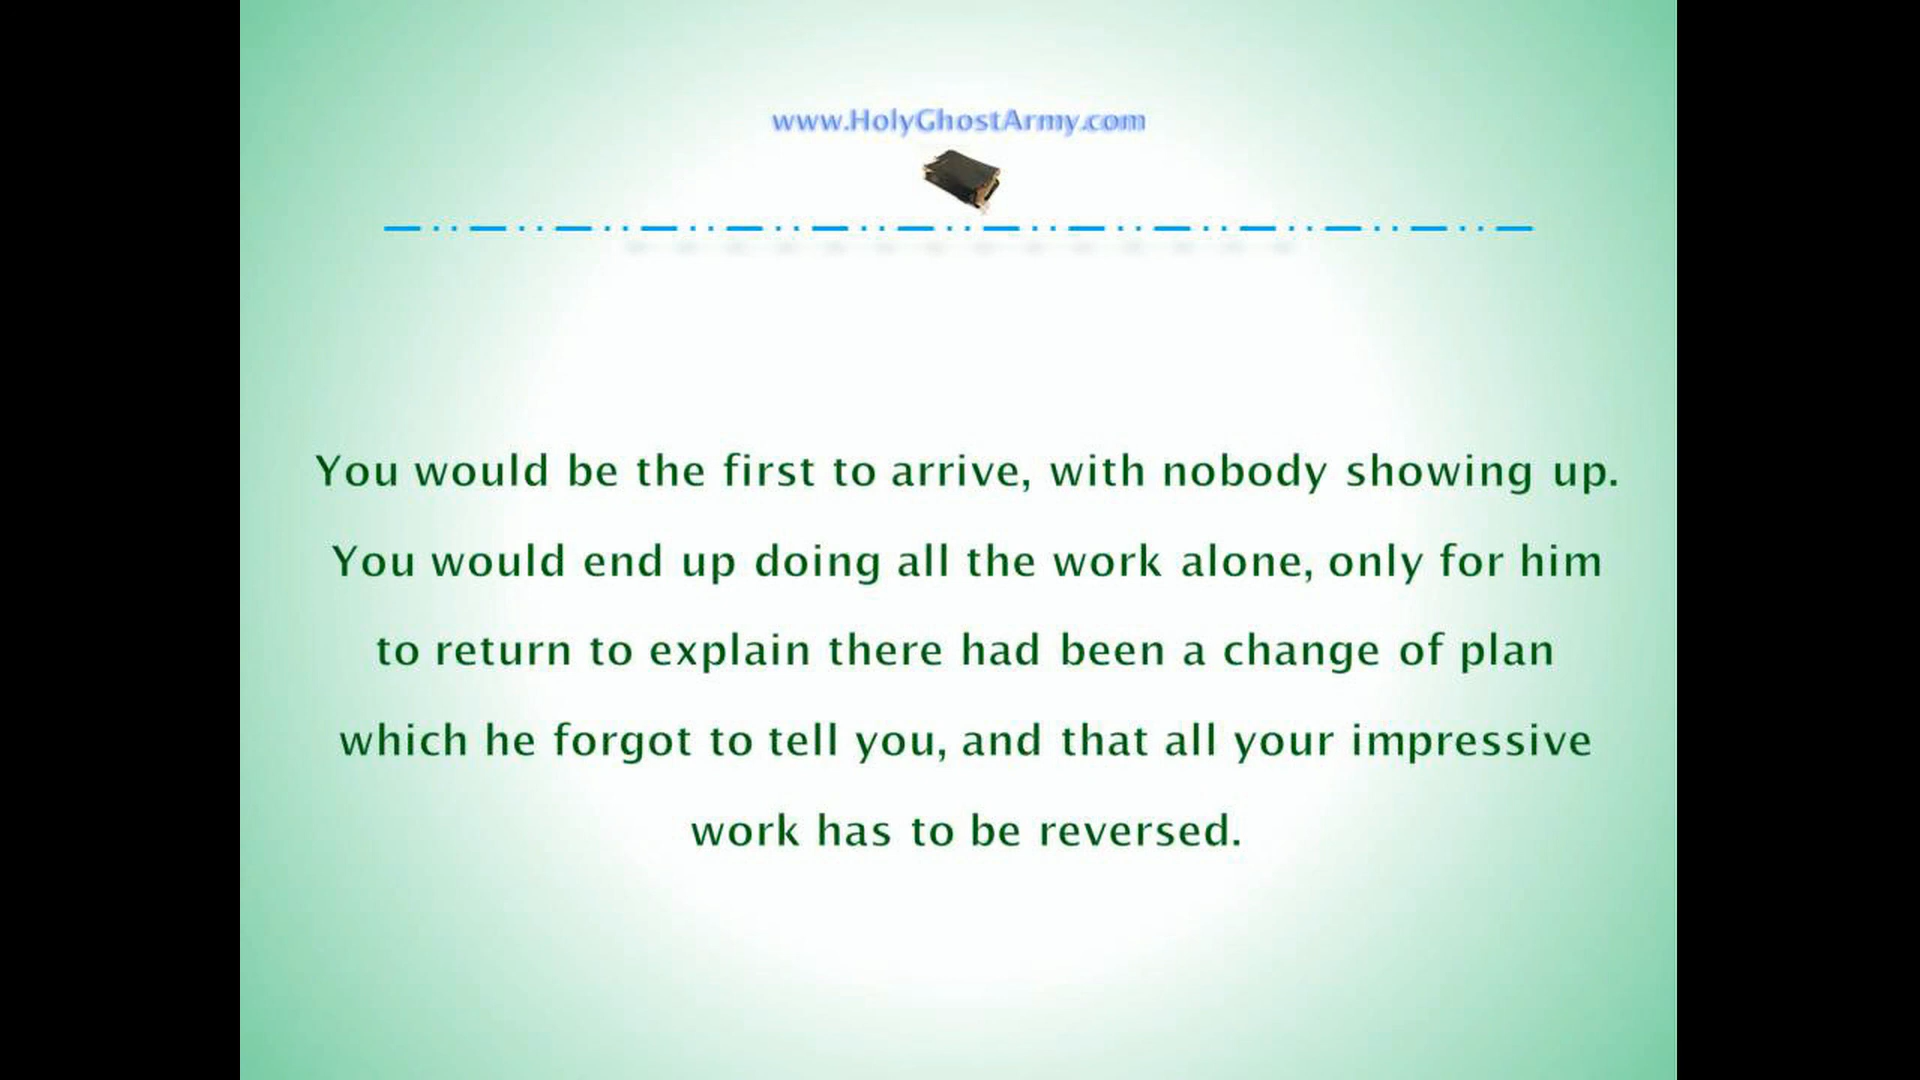 www.HolyGhostArmy.com
You would be the first to arrive, with nobody showing up.
You would end up doing all the work alone, only for him
to return to explain there had been a change of plan
which he forgot to tell you, and that all your impressive
work has to be reversed.